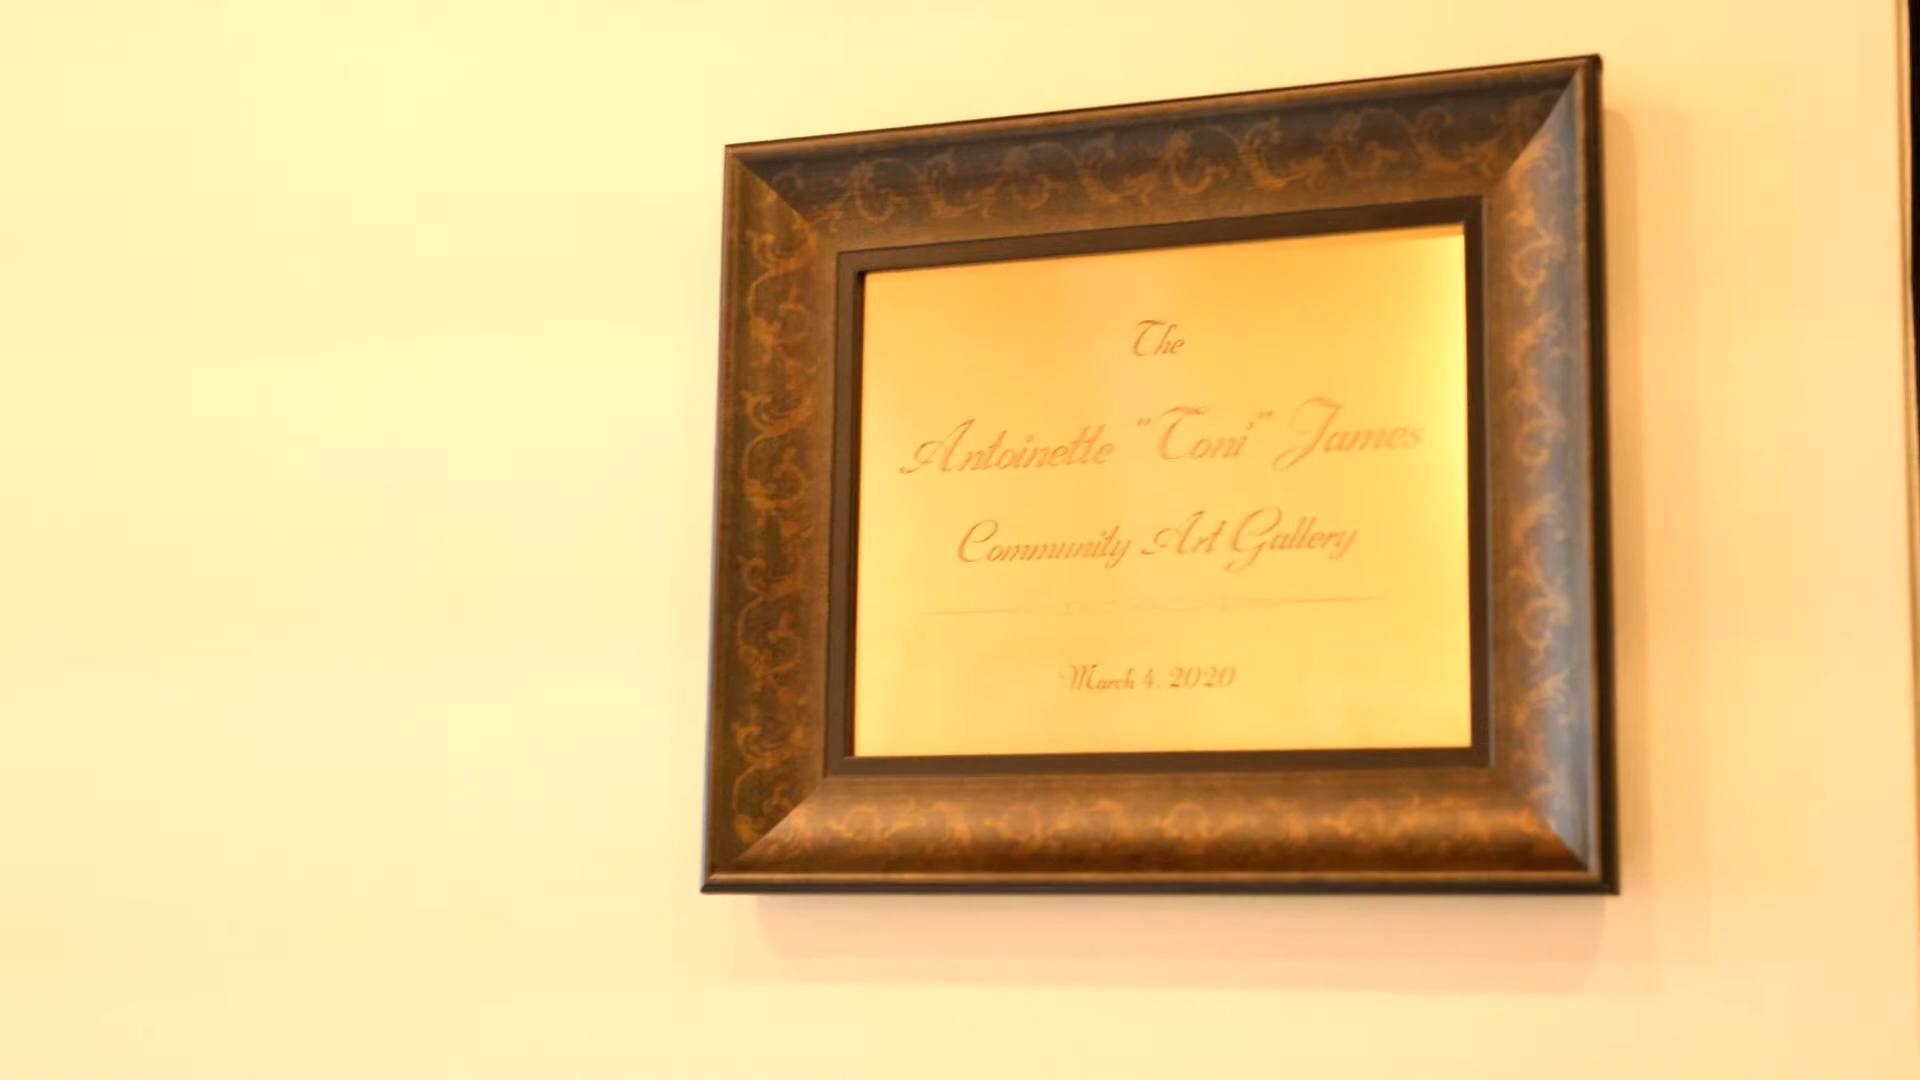 The
Antoinette "Toni" James
Community Art Gallery
March 4, 2020